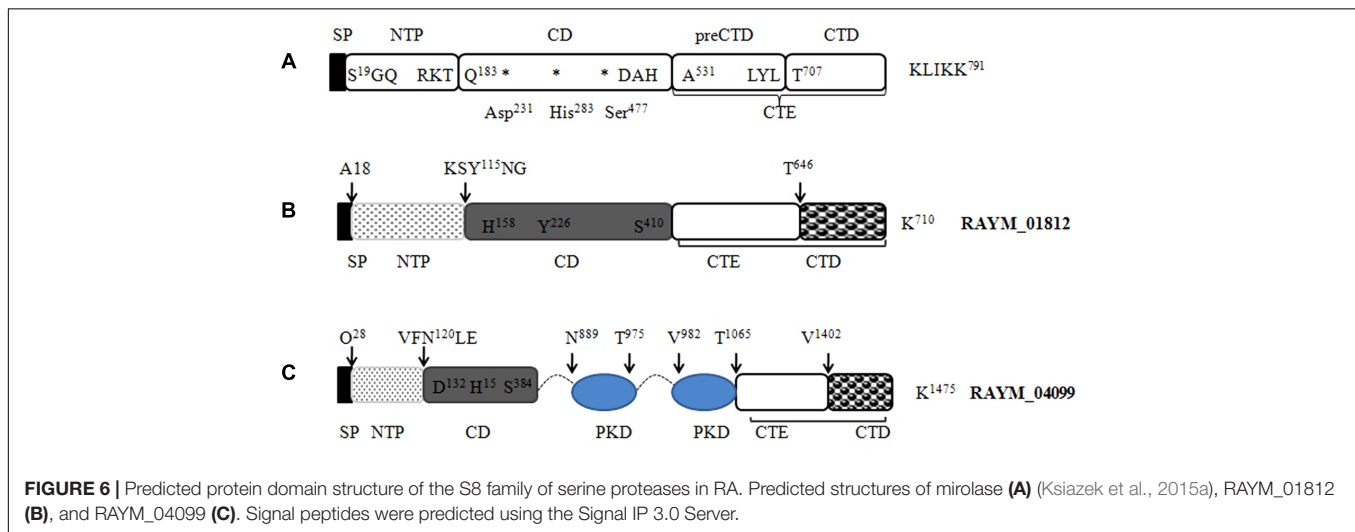 SP NTP CD preCTD CTD
A S¹⁹GQ RKT Q¹⁸³ * * * DAH A⁵³¹ LYL T⁷⁰⁷ KLIKK⁷⁹¹
Asp²³¹ His²⁸³ Ser⁴⁷⁷ CTE
A18 KSY¹¹⁵NG T⁶⁴⁶
B H¹⁵⁸ Y²²⁶ S⁴¹⁰ K⁷¹⁰ RAYM_01812
SP NTP CD CTE CTD
O²⁸ VFN¹²⁰LE N⁸⁸⁹ T⁹⁷⁵ V⁹⁸² T¹⁰⁶⁵ V¹⁴⁰²
C D¹³² H¹⁵ S³⁸⁴ K¹⁴⁷⁵ RAYM_04099
SP NTP CD PKD PKD CTE CTD
FIGURE 6 | Predicted protein domain structure of the S8 family of serine proteases in RA. Predicted structures of mirolase (A) (Ksiazek et al., 2015a), RAYM_01812
(B), and RAYM_04099 (C). Signal peptides were predicted using the Signal IP 3.0 Server.